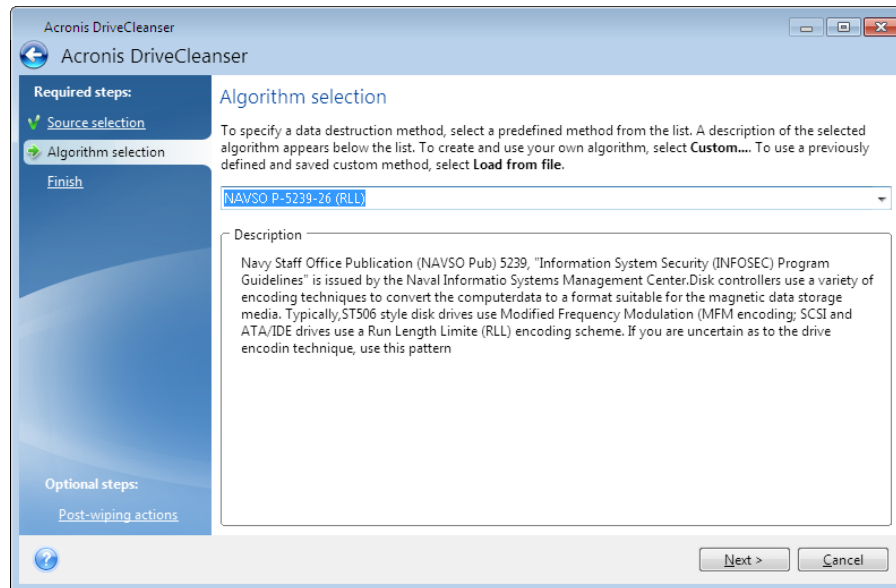 Acronis DriveCleanser
Acronis DriveCleanser
Required steps:
Source selection
Algorithm selection
Finish
Optional steps:
Post-wiping actions
Algorithm selection
To specify a data destruction method, select a predefined method from the list. A description of the selected
algorithm appears below the list. To create and use your own algorithm, select Custom.... To use a previously
defined and saved custom method, select Load from file.
NAVSO P-5239-26 (RLL)
Description
Navy Staff Office Publication (NAVSO Pub) 5239, "Information System Security (INFOSEC) Program
Guidelines" is issued by the Naval Informatio Systems Management Center.Disk controllers use a variety of
encoding techniques to convert the computerdata to a format suitable for the magnetic data storage
media. Typically,ST506 style disk drives use Modified Frequency Modulation (MFM encoding; SCSI and
ATA/IDE drives use a Run Length Limite (RLL) encoding scheme. If you are uncertain as to the drive
encodin technique, use this pattern
Next >
Cancel